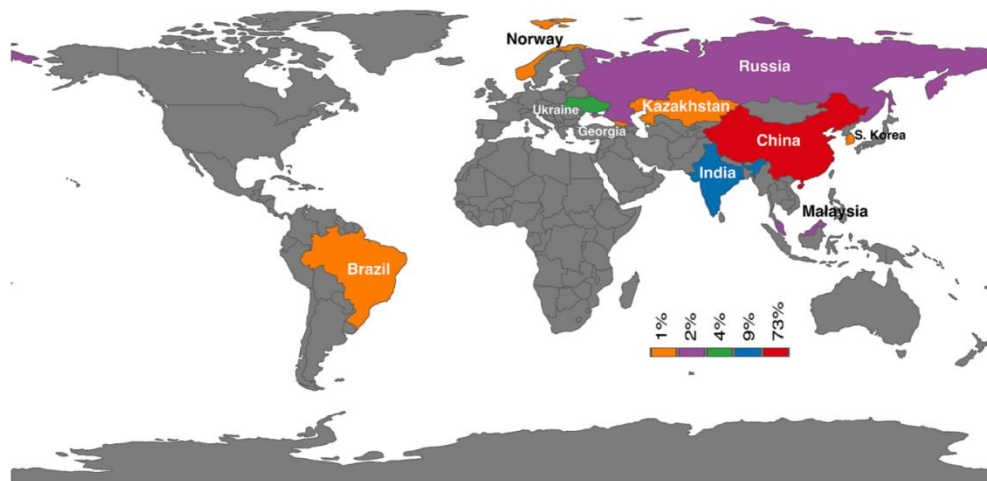 Norway
Russia
Ukraine
Kazakhstan
Georgia
S. Korea
China
India
Malaysia
Brazil
1%
2%
4%
9%
73%